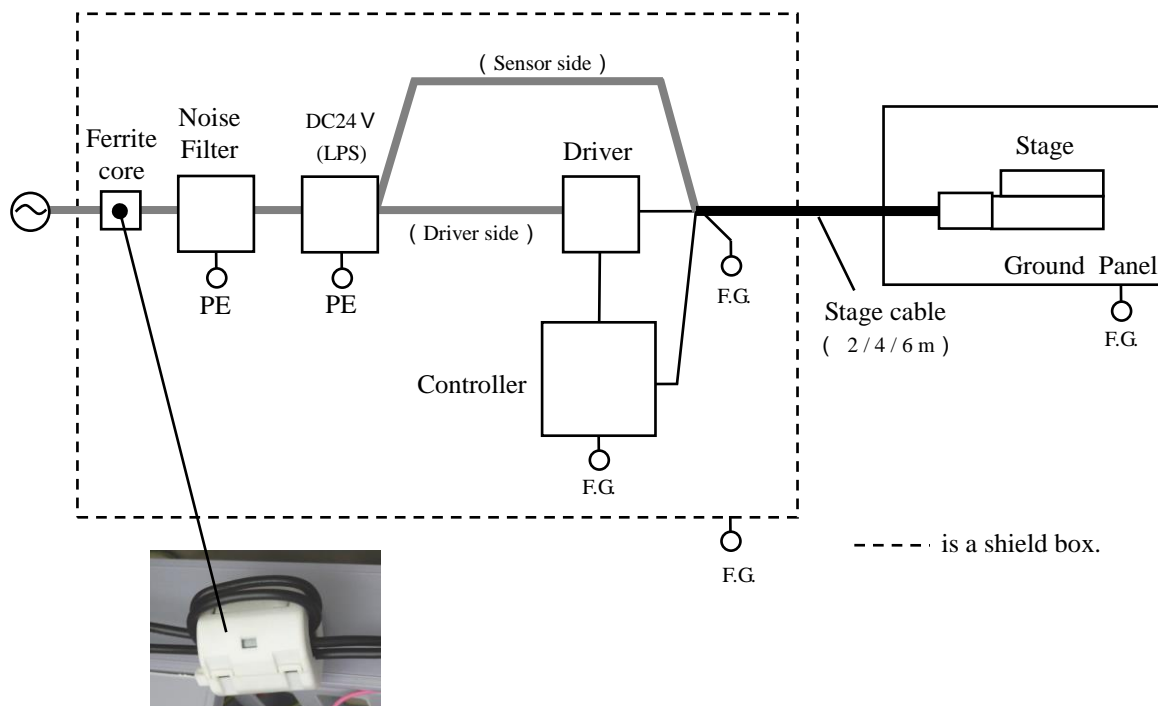 ( Sensor side )
Ferrite
core
Noise
Filter
DC24V
(LPS)
Driver
Stage
( Driver side )
PE
PE
F.G.
Ground Panel
F.G.
Stage cable
( 2 / 4 / 6 m )
Controller
F.G.
F.G.
is a shield box.